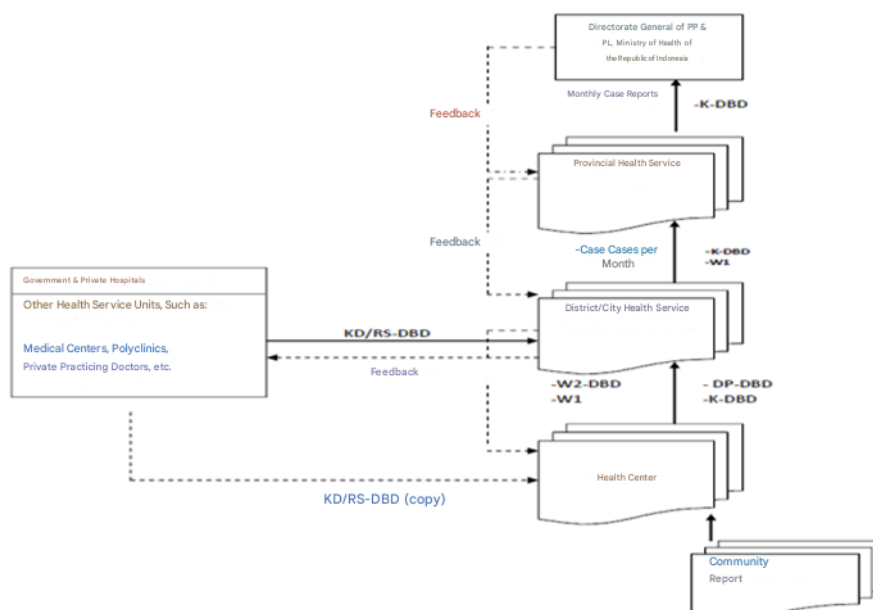 Directorate General of PP &
PL, Ministry of Health of
the Republic of Indonesia
Monthly Case Reports
-K-DBD
Feedback
Provincial Health Service
Feedback
-Case Cases per
Month
-K-DBD
-W1
Government & Private Hospitals
Other Health Service Units, Such as:
Medical Centers, Polyclinics,
Private Practicing Doctors, etc.
District/City Health Service
KD/RS-DBD
Feedback
-W2-DBD
-W1
- DP-DBD
-K-DBD
Health Center
KD/RS-DBD (copy)
Community
Report